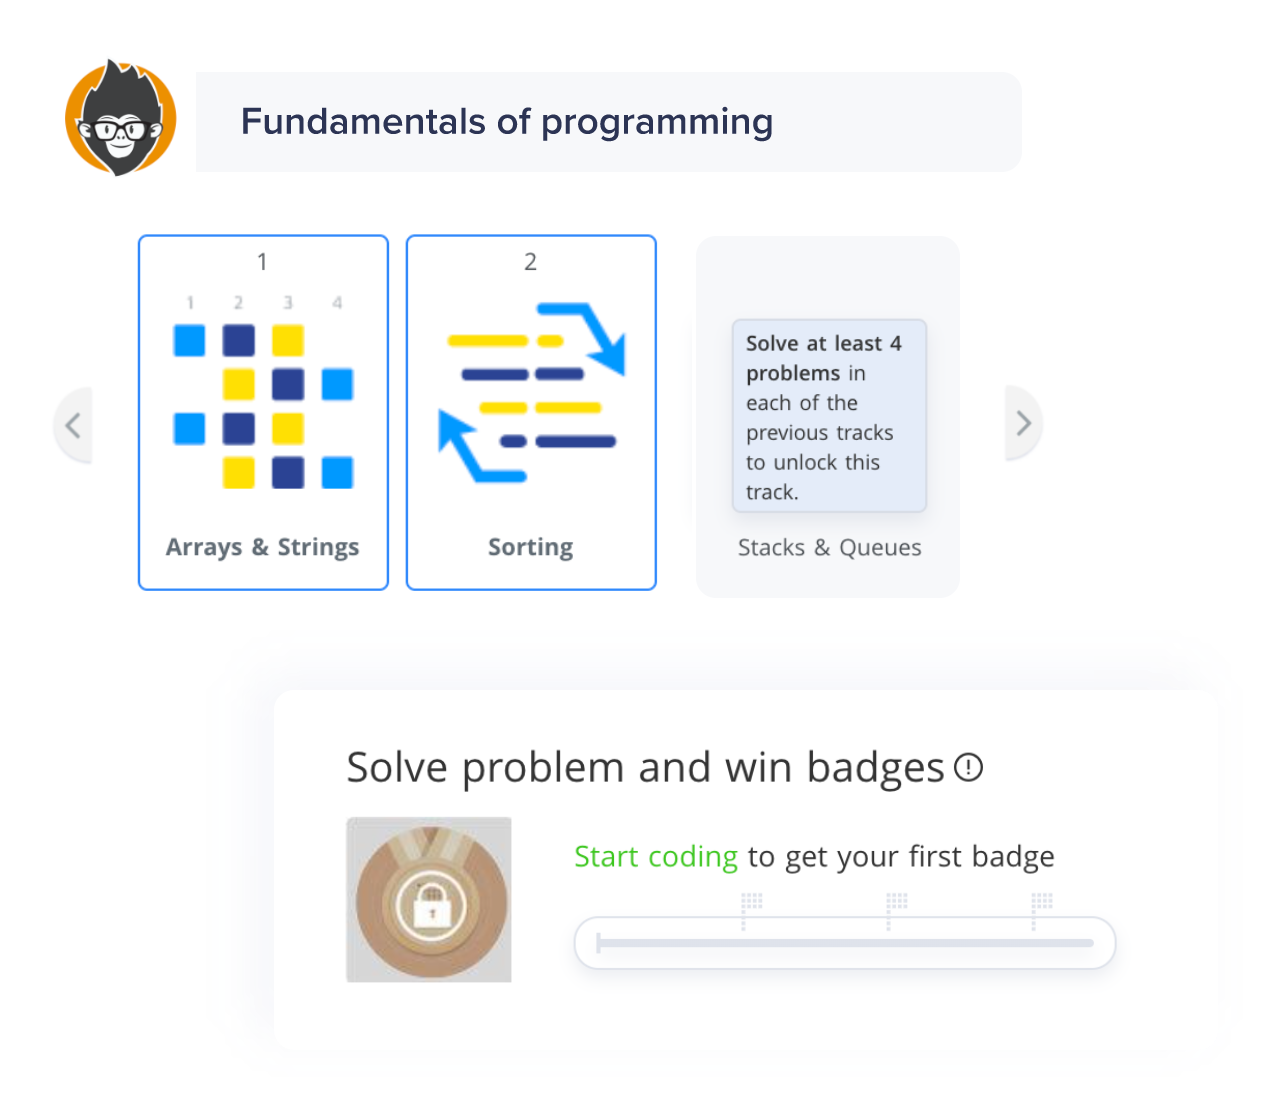 Fundamentals of programming
1
2
1 2 3 4
Solve at least 4
problems in
each of the
previous tracks
to unlock this
track.
Arrays & Strings
Sorting
Stacks & Queues
Solve problem and win badges
Start coding to get your first badge